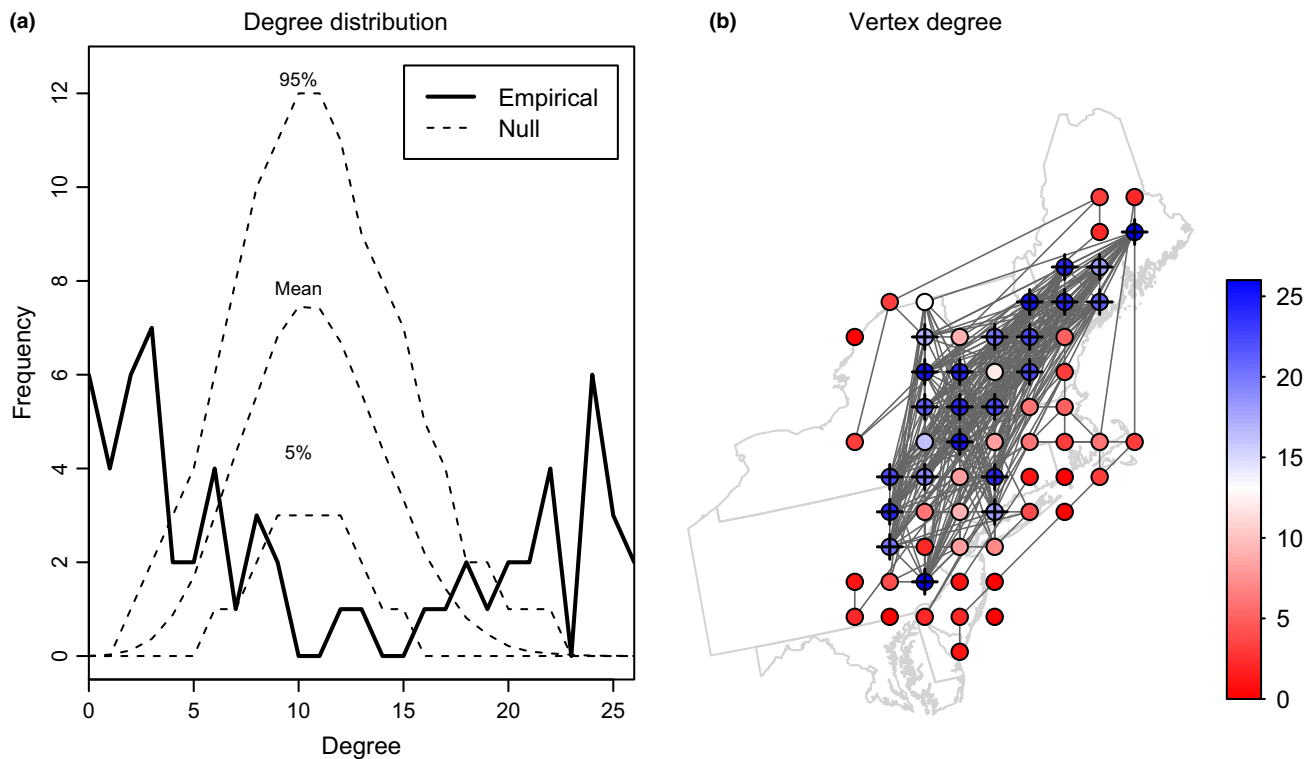 (a)
Degree distribution
Frequency
12
10
8
6
4
2
0
95%
Mean
5%
Empirical
Null
0 5 10 15 20 25
Degree
(b)
Vertex degree
25
20
15
10
5
0